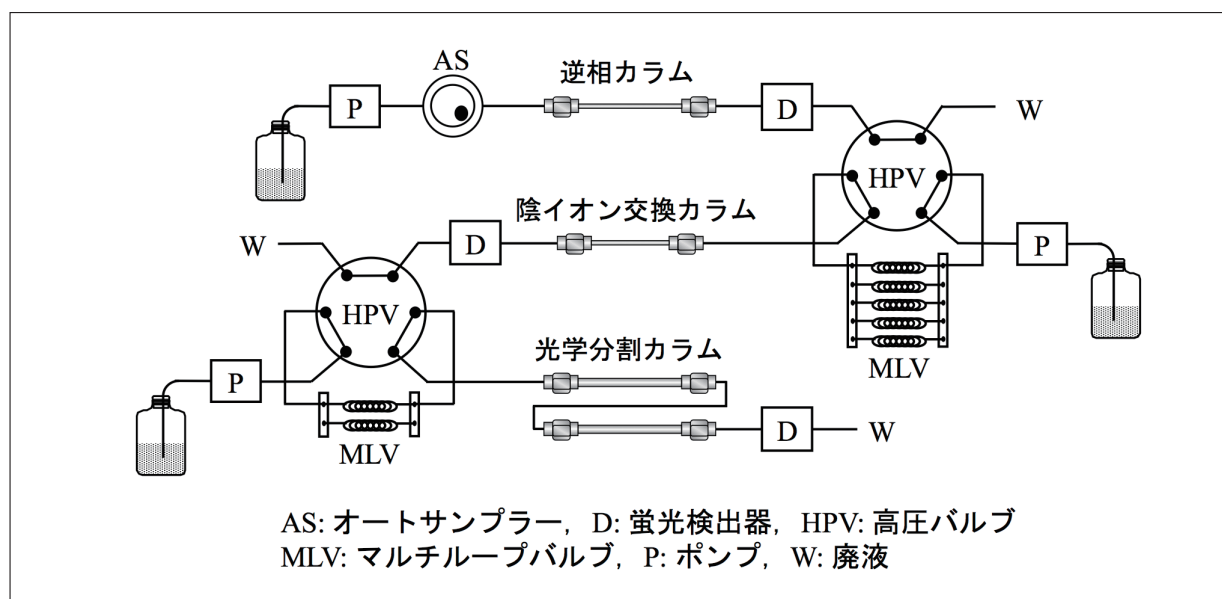 AS
逆相カラム
P
D
W
HPV
陰イオン交換カラム
W
D
P
HPV
MLV
光学分割カラム
P
MLV
D
W
AS: オートサンプラー, D: 蛍光検出器, HPV: 高圧バルブ
MLV: マルチループバルブ, P: ポンプ, W: 廃液